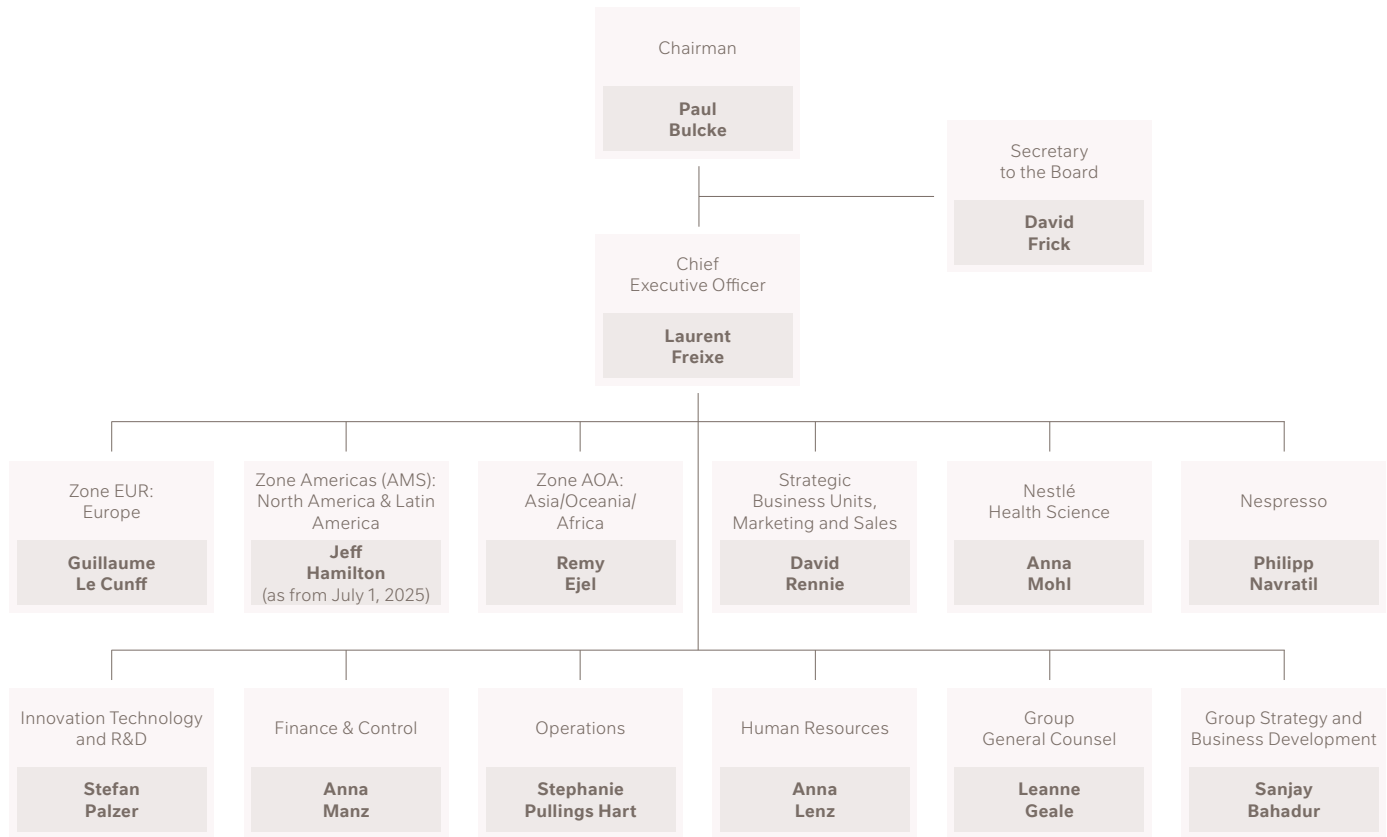 Chairman
Paul
Bulcke
Secretary
to the Board
David
Frick
Chief
Executive Officer
Laurent
Freixe
Zone EUR:
Europe
Guillaume
Le Cunff
Zone Americas (AMS):
North America & Latin
America
Jeff
Hamilton
(as from July 1, 2025)
Zone AOA:
Asia/Oceania/
Africa
Remy
Ejel
Strategic
Business Units,
Marketing and Sales
David
Rennie
Nestlé
Health Science
Anna
Mohl
Nespresso
Philipp
Navratil
Innovation Technology
and R&D
Stefan
Palzer
Finance & Control
Anna
Manz
Operations
Stephanie
Pullings Hart
Human Resources
Anna
Lenz
Group
General Counsel
Leanne
Geale
Group Strategy and
Business Development
Sanjay
Bahadur